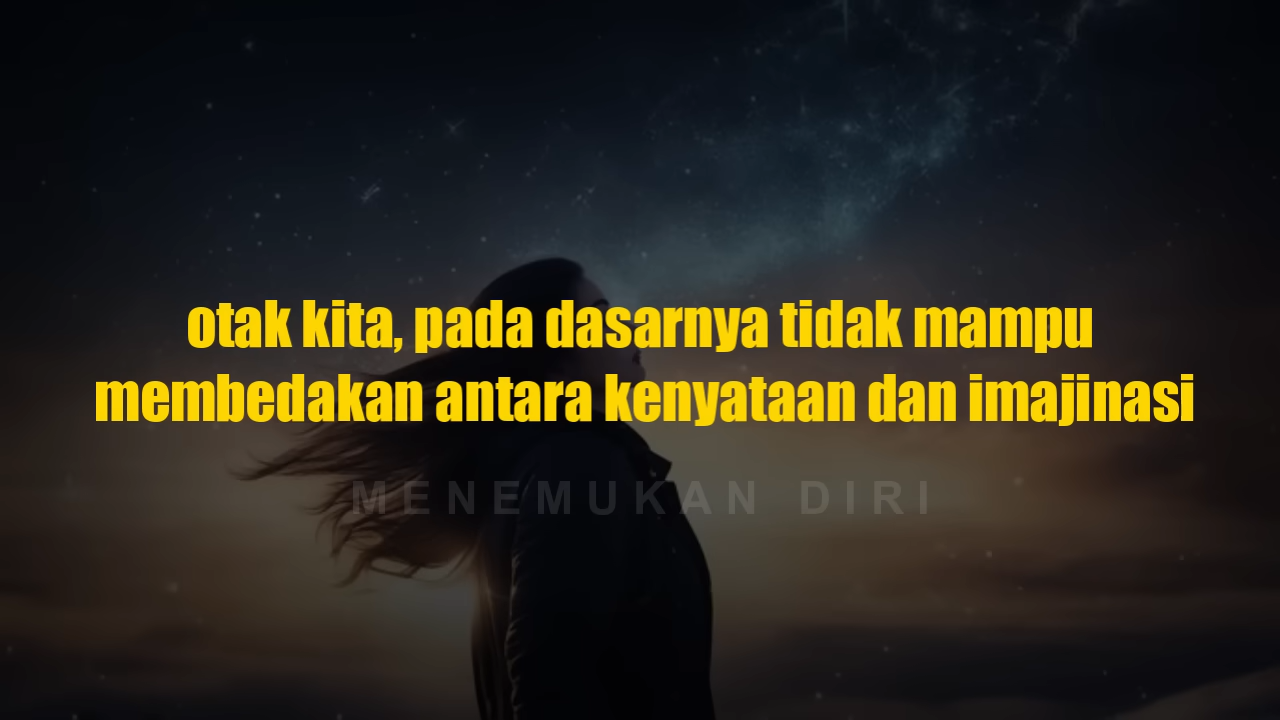 otak kita, pada dasarnya tidak mampu
membedakan antara kenyataan dan imajinasi
MENEMUKAN DIRI